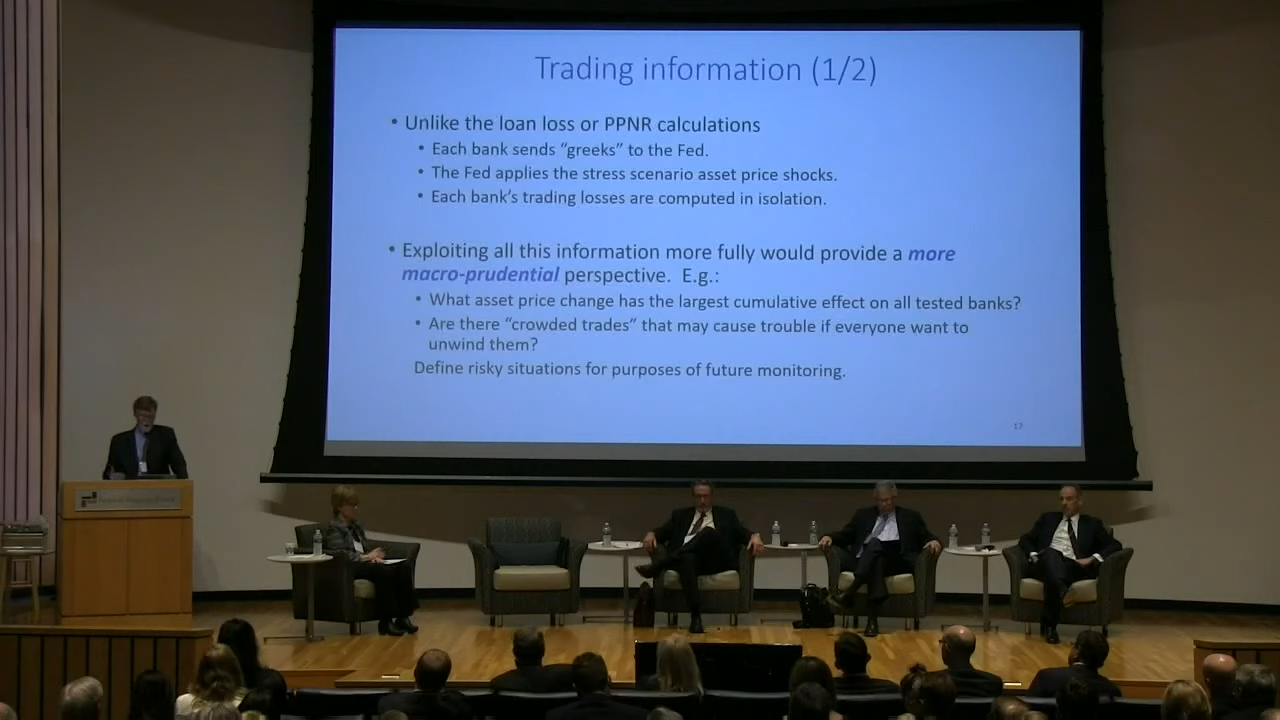 Trading information (1/2)
• Unlike the loan loss or PPNR calculations
• Each bank sends “greeks” to the Fed.
• The Fed applies the stress scenario asset price shocks.
• Each bank’s trading losses are computed in isolation.
• Exploiting all this information more fully would provide a more
macro-prudential perspective. E.g.:
• What asset price change has the largest cumulative effect on all tested banks?
• Are there “crowded trades” that may cause trouble if everyone want to
unwind them?
Define risky situations for purposes of future monitoring.
17